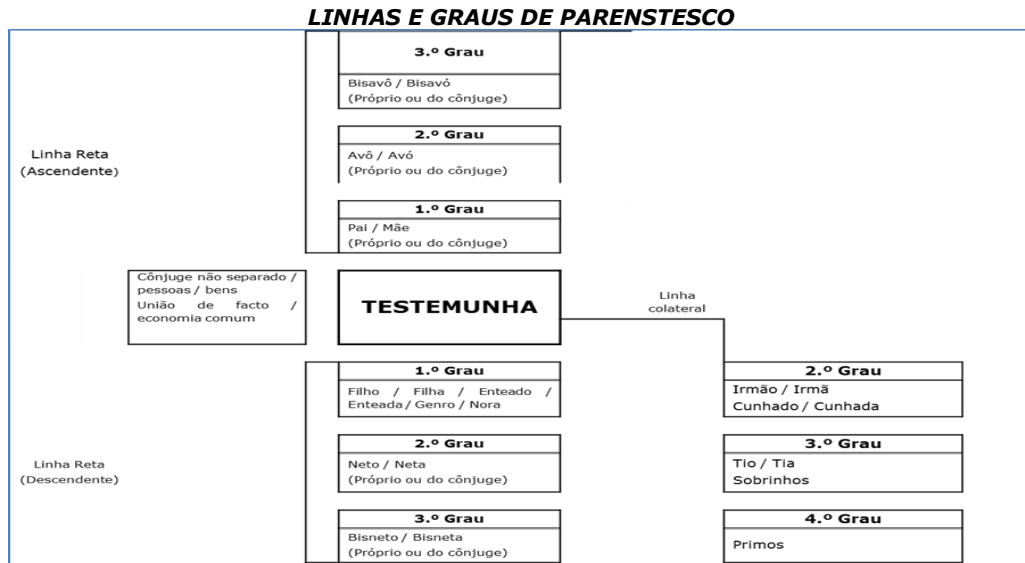 LINHAS E GRAUS DE PARENSTESCO
3.º Grau
Bisavô / Bisavó
(Próprio ou do cônjuge)
2.º Grau
Avô / Avó
(Próprio ou do cônjuge)
Linha Reta
(Ascendente)
1.º Grau
Pai / Mãe
(Próprio ou do cônjuge)
Cônjuge não separado /
pessoas / bens
União de facto /
economia comum
TESTEMUNHA
Linha
colateral
1.º Grau
Filho / Filha / Enteado /
Enteada / Genro / Nora
2.º Grau
Irmão / Irmã
Cunhado / Cunhada
Linha Reta
(Descendente)
2.º Grau
Neto / Neta
(Próprio ou do cônjuge)
3.º Grau
Tio / Tia
Sobrinhos
3.º Grau
Bisneto / Bisneta
(Próprio ou do cônjuge)
4.º Grau
Primos